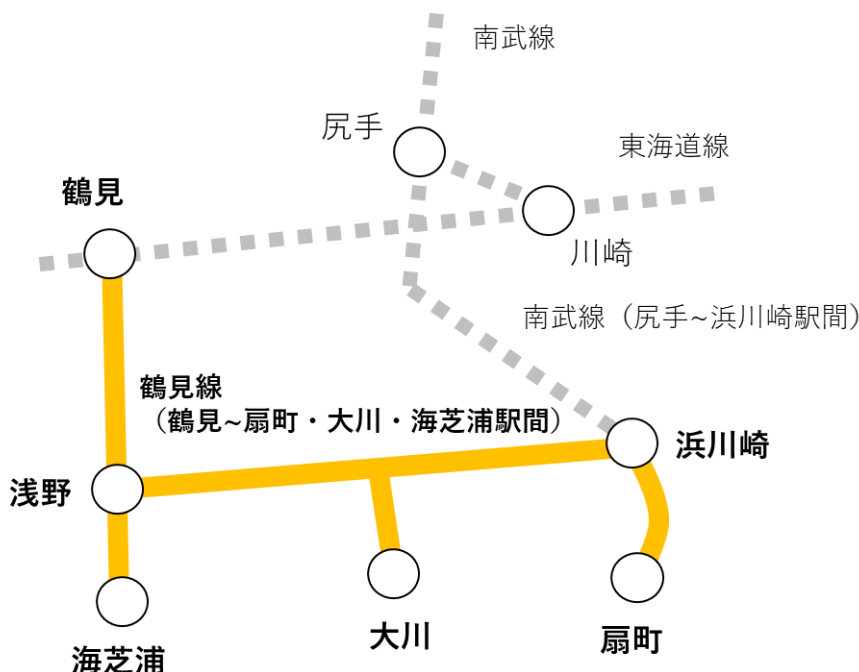 南武線
尻手
東海道線
鶴見
川崎
南武線（尻手~浜川崎駅間）
鶴見線
（鶴見~扇町・大川・海芝浦駅間）
浜川崎
浅野
大川
扇町
海芝浦